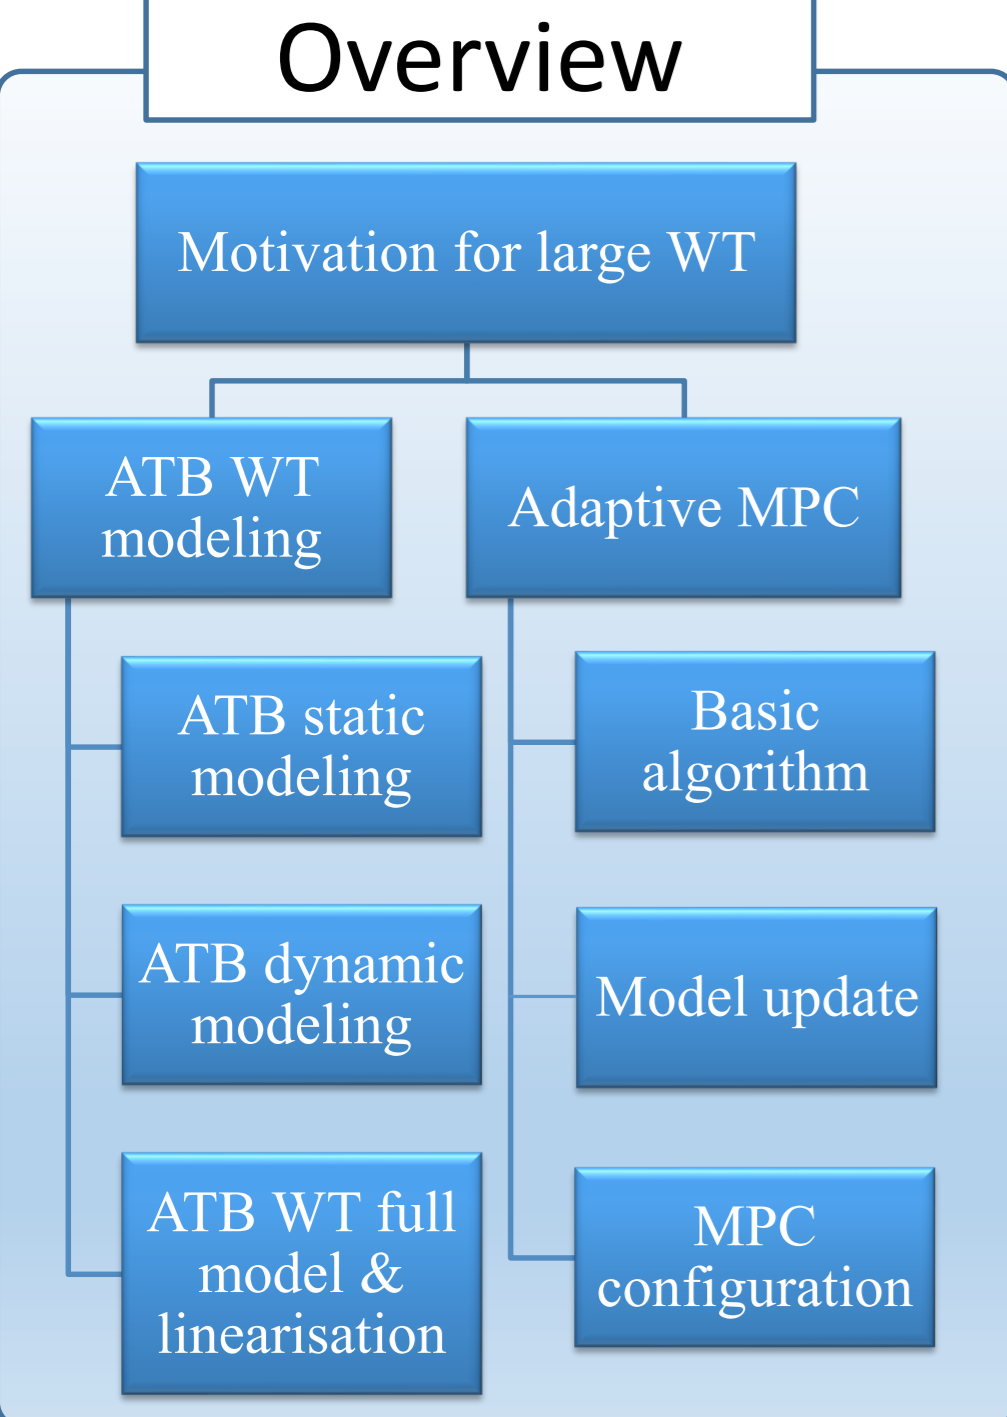 Overview
Motivation for large WT
ATB WT
modeling
ATB static
modeling
ATB dynamic
modeling
ATB WT full
model &
linearisation
Adaptive MPC
Basic
algorithm
Model update
MPC
configuration